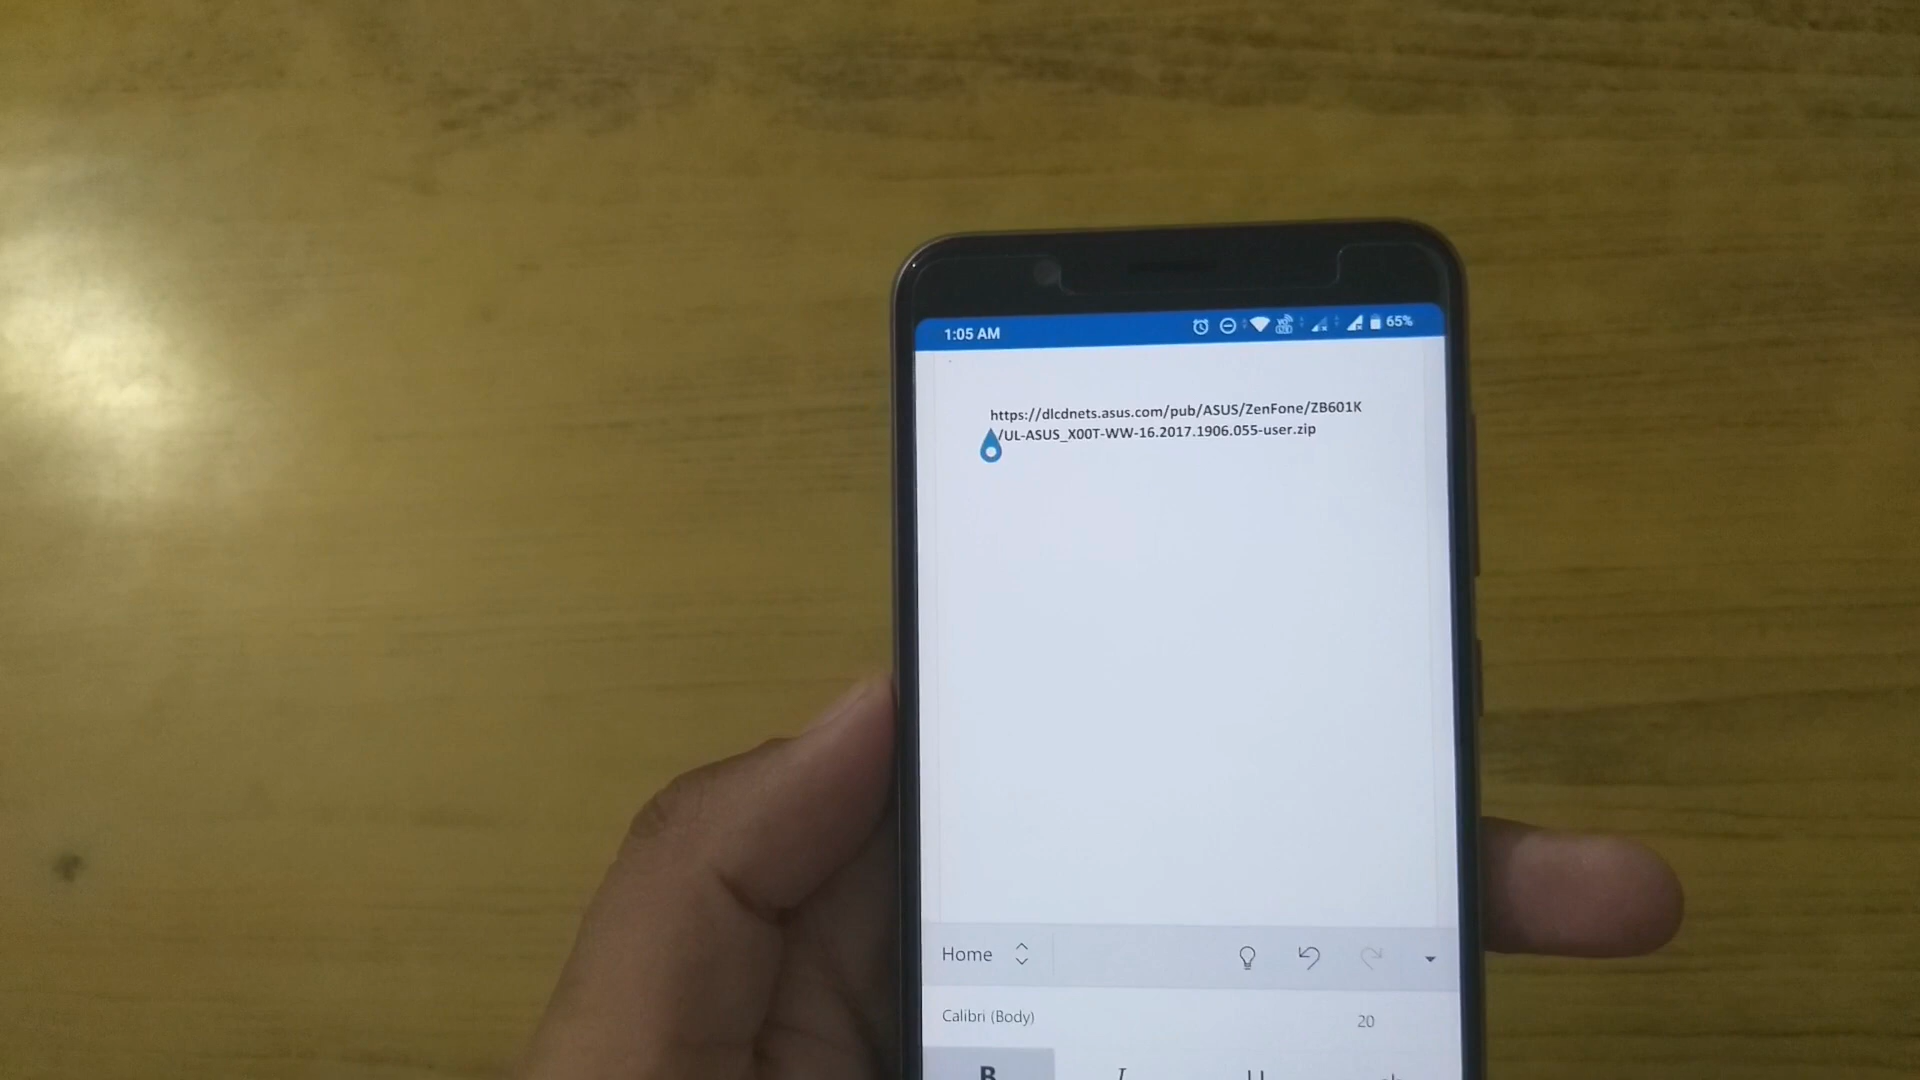 1:05 AM
65%
https://dlcdnets.asus.com/pub/ASUS/ZenFone/ZB601K
/UL-ASUS_X00T-WW-16.2017.1906.055-user.zip
Home
Calibri (Body)
20
B
I
U